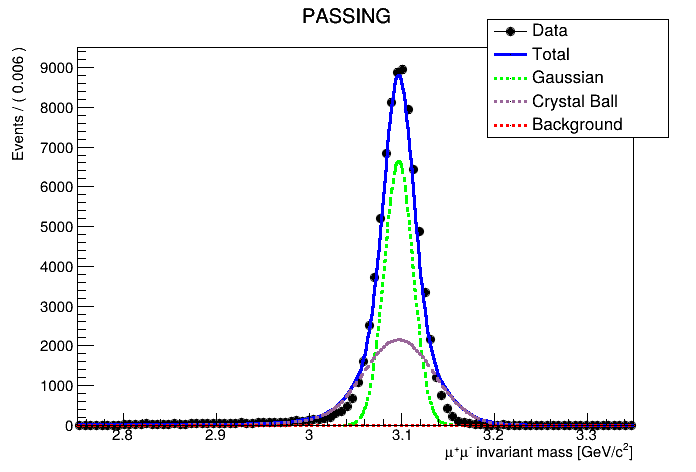 PASSING
Data
Total
Gaussian
Crystal Ball
Background
Events / ( 0.006 )
9000
8000
7000
6000
5000
4000
3000
2000
1000
0
2.8 2.9 3 3.1 3.2 3.3
μ⁺μ⁻ invariant mass [GeV/c²]